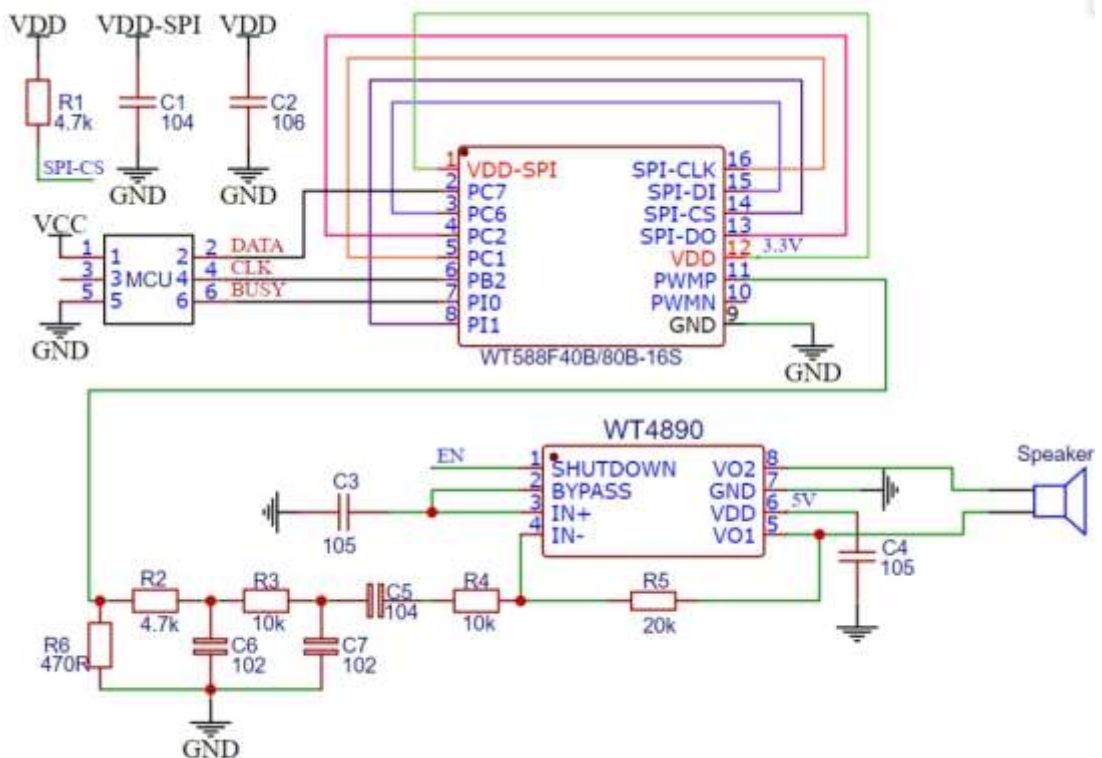 VDD VDD-SPI VDD
R1 4.7k
C1 104
C2 106
SPI-CS
GND GND
VCC
1 1 2 2 DATA
3 3 MCU 4 4 CLK
5 5 6 6 BUSY
GND
1 VDD-SPI SPI-CLK 16
2 PC7 SPI-DI 15
3 PC6 SPI-CS 14
4 PC2 SPI-DO 13
5 PC1 VDD 12 3.3V
6 PB2 PWMP 11
7 PI0 PWMN 10
8 PI1 GND 9
WT588F40B/80B-16S
GND
WT4890
EN 1 SHUTDOWN VO2 8
2 BYPASS GND 7
3 IN+ VDD 6 5V
4 IN- VO1 5
Speaker
C3 105
C4 105
R2 4.7k
R3 10k
C5 104
R4 10k
R5 20k
R6 470R
C6 102
C7 102
GND